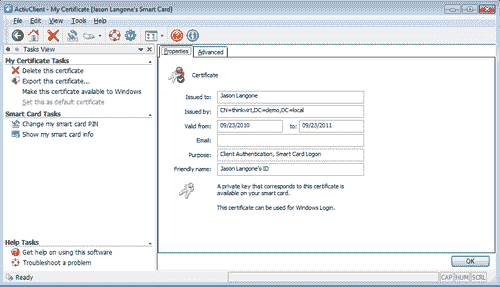 ActivClient - My Certificate [Jason Langone's Smart Card]
File Edit View Tools Help
Tasks View
My Certificate Tasks
Delete this certificate
Export this certificate...
Make this certificate available to Windows
Set this as default certificate
Smart Card Tasks
Change my smart card PIN
Show my smart card info
Help Tasks
Get help on using this software
Troubleshoot a problem
Properties Advanced
Certificate
Issued to: Jason Langone
Issued by: CN=thinkvirt,DC=demo,DC=local
Valid from: 09/23/2010 to: 09/23/2011
Email:
Purpose: Client Authentication, Smart Card Logon
Friendly name: Jason Langone's ID
A private key that corresponds to this certificate is
available on your smart card.
This certificate can be used for Windows Login.
OK
Ready CAP NUM SCRL